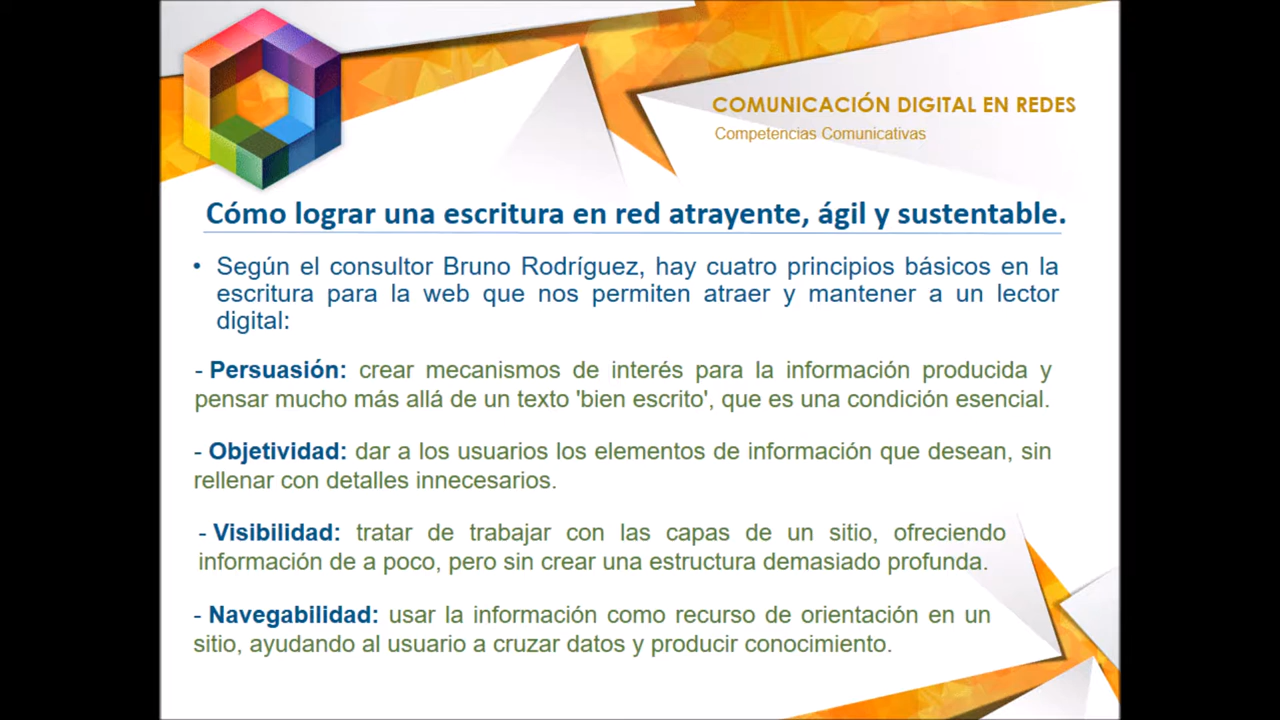 COMUNICACIÓN DIGITAL EN REDES
Competencias Comunicativas
Cómo lograr una escritura en red atrayente, ágil y sustentable.
• Según el consultor Bruno Rodríguez, hay cuatro principios básicos en la
escritura para la web que nos permiten atraer y mantener a un lector
digital:
- Persuasión: crear mecanismos de interés para la información producida y
pensar mucho más allá de un texto 'bien escrito', que es una condición esencial.
- Objetividad: dar a los usuarios los elementos de información que desean, sin
rellenar con detalles innecesarios.
- Visibilidad: tratar de trabajar con las capas de un sitio, ofreciendo
información de a poco, pero sin crear una estructura demasiado profunda.
- Navegabilidad: usar la información como recurso de orientación en un
sitio, ayudando al usuario a cruzar datos y producir conocimiento.